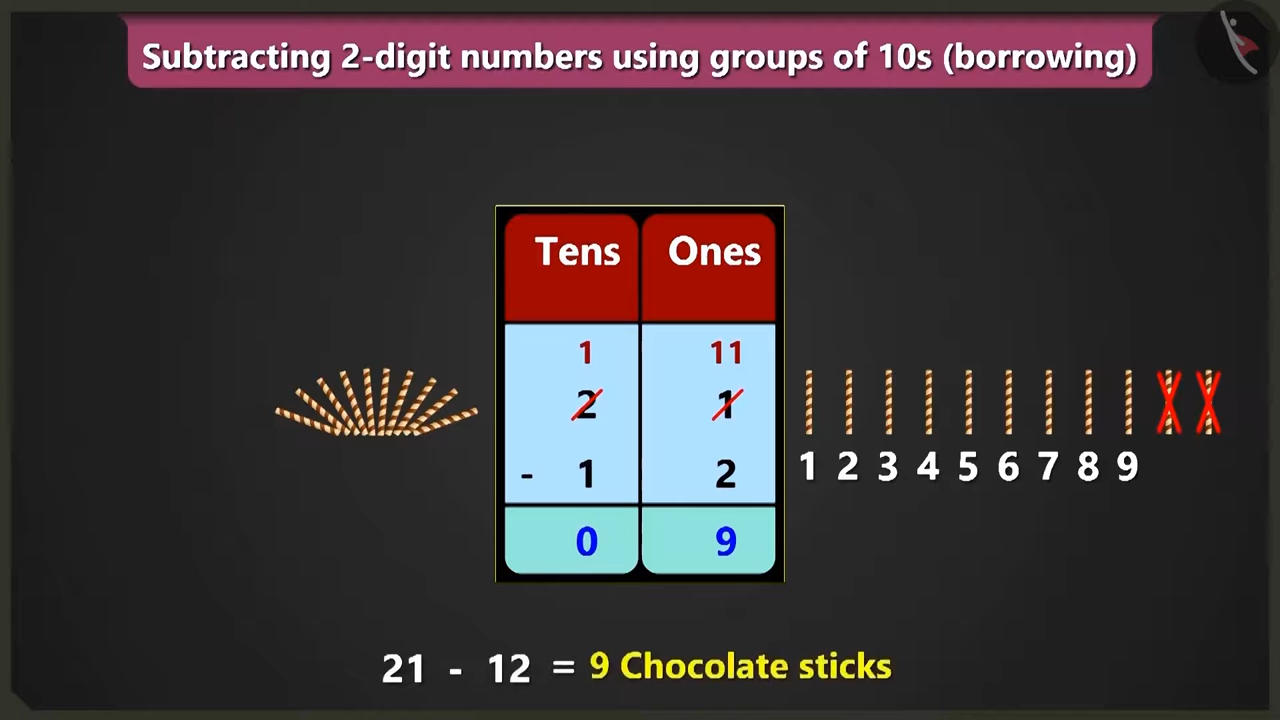 Subtracting 2-digit numbers using groups of 10s (borrowing)
Tens Ones
1 11
2 1
- 1 2
0 9
1 2 3 4 5 6 7 8 9
21 - 12 = 9 Chocolate sticks